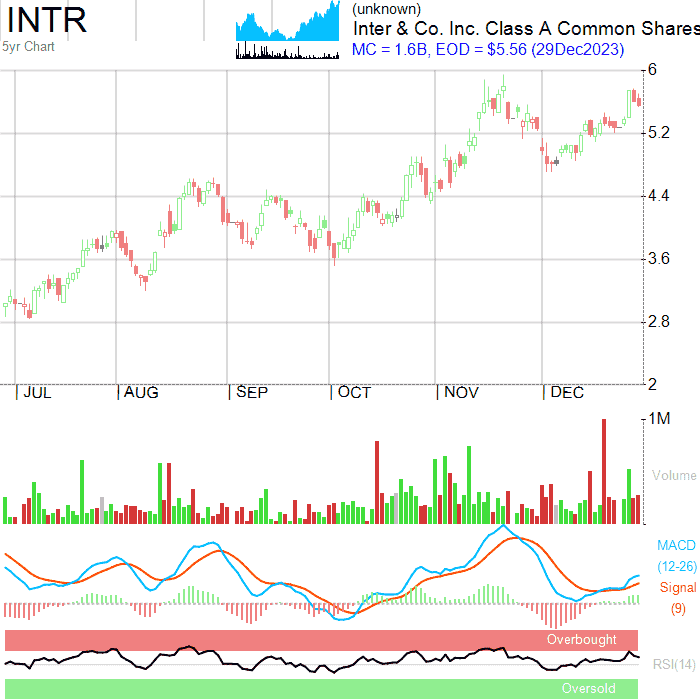 INTR
5yr Chart
(unknown)
Inter & Co. Inc. Class A Common Shares
MC = 1.6B, EOD = $5.56 (29Dec2023)
6
5.2
4.4
3.6
2.8
2
JUL AUG SEP OCT NOV DEC
1M
Volume
MACD
(12-26)
Signal
(9)
Overbought
RSI(14)
Oversold